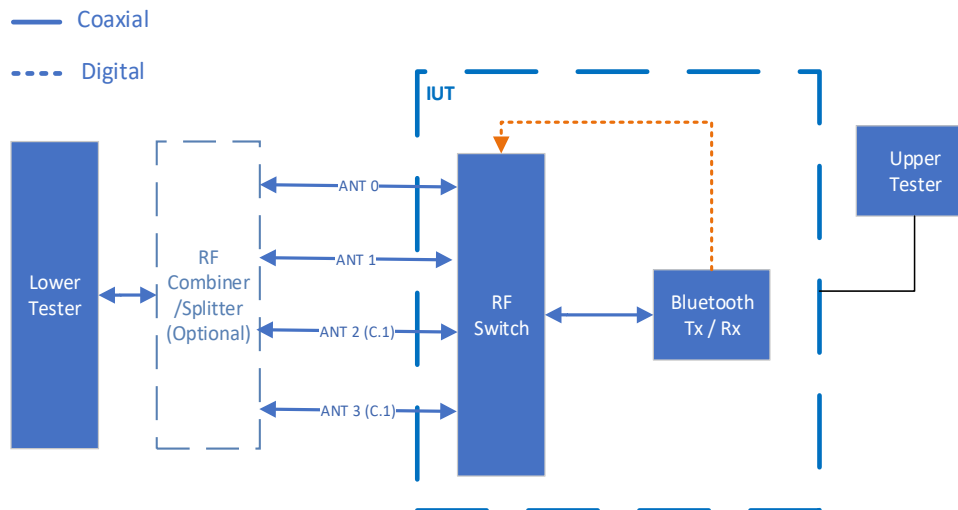 Coaxial
Digital
IUT
Upper
Tester
ANT 0
ANT 1
ANT 2 (C.1)
ANT 3 (C.1)
Lower
Tester
RF
Combiner
/Splitter
(Optional)
RF
Switch
Bluetooth
Tx / Rx